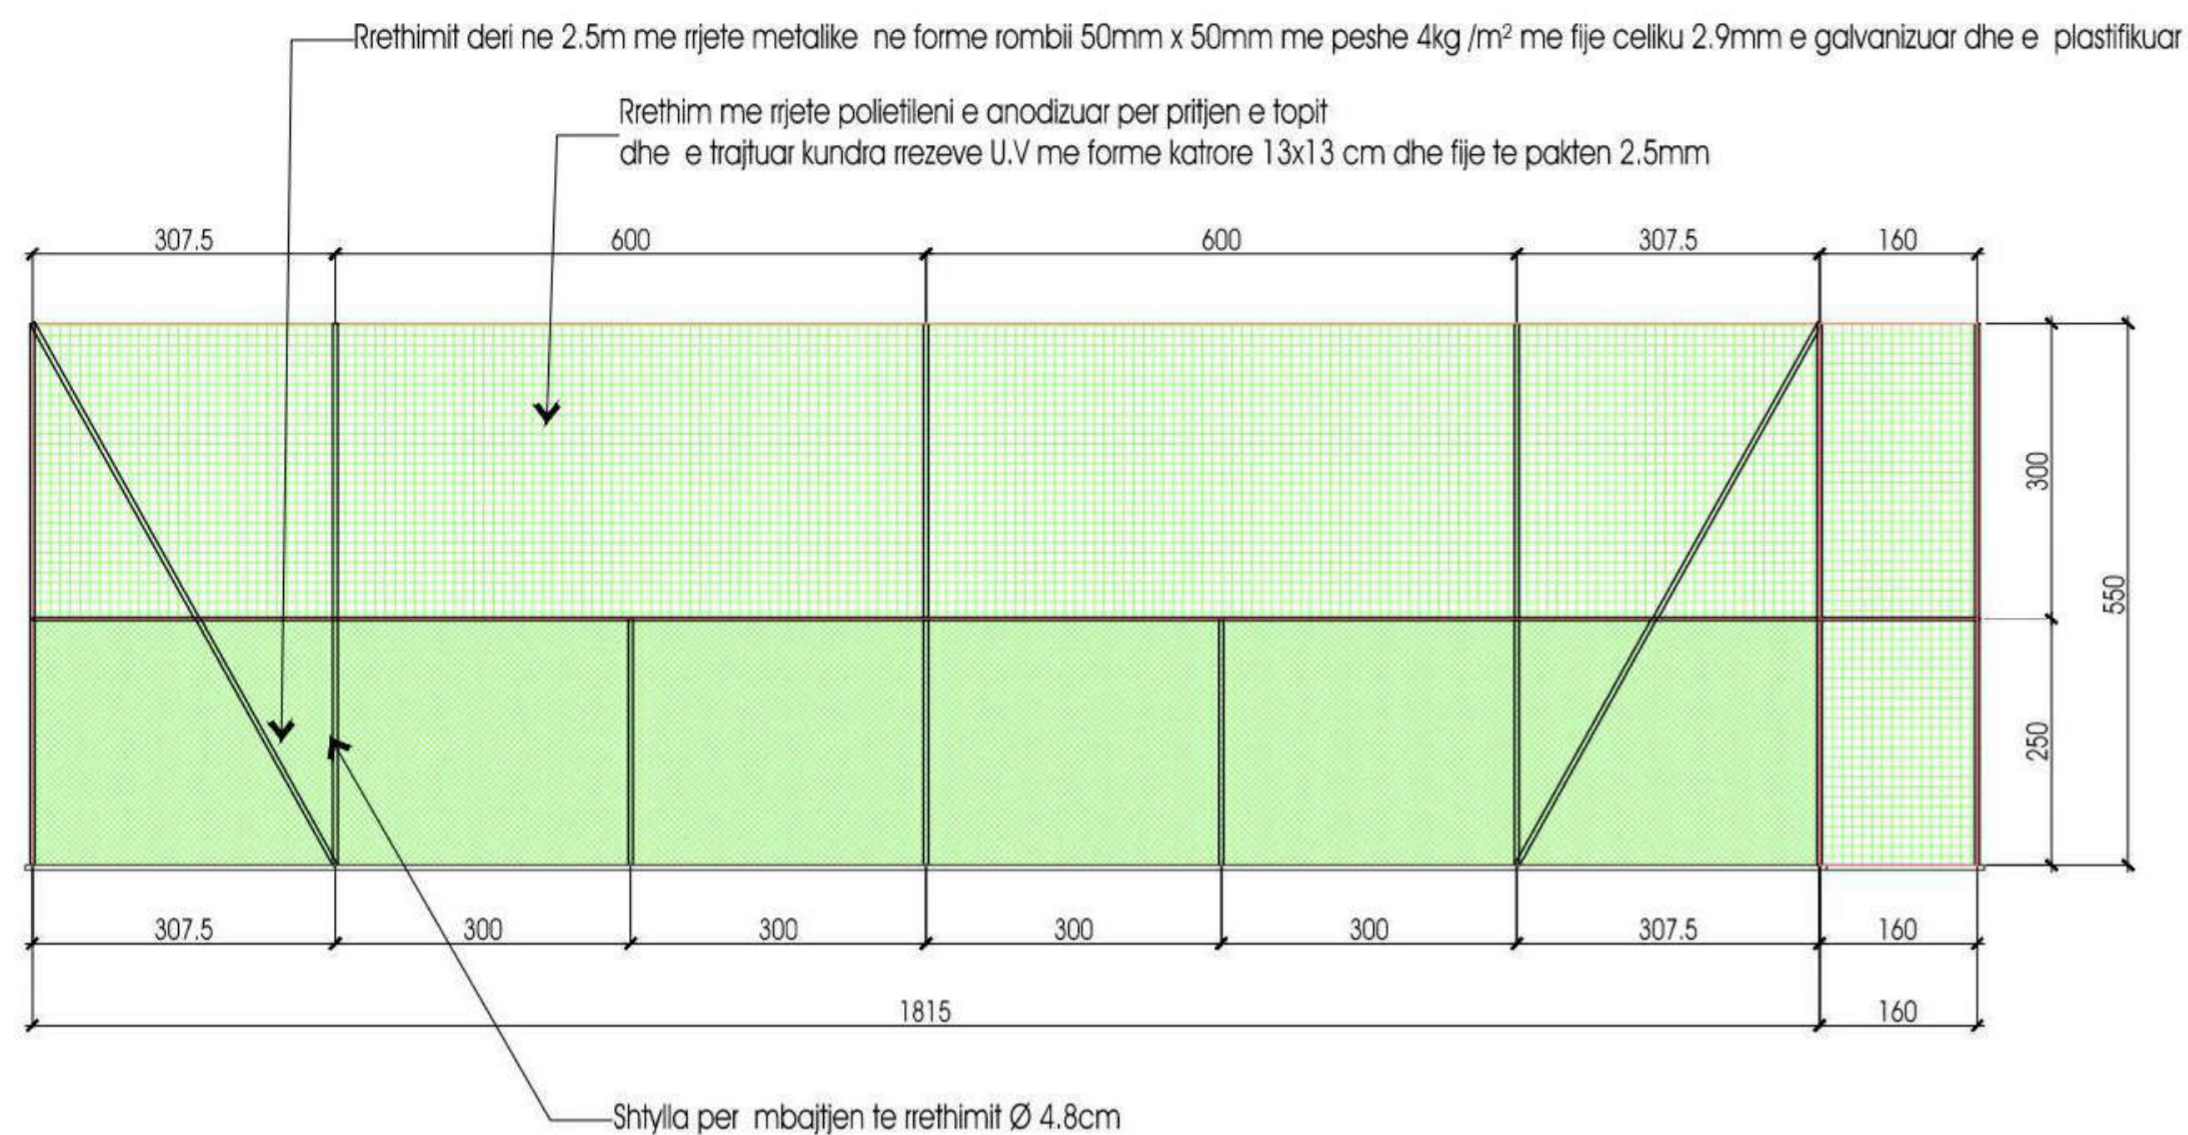 Rrethimit deri ne 2.5m me rrjete metalike ne forme rombii 50mm x 50mm me peshe 4kg /m² me fije celiku 2.9mm e galvanizuar dhe e plastifikuar
Rrethim me rrjete polietileni e anodizuar per pritjen e topit
dhe e trajtuar kundra rrezeve U.V me forme katrore 13x13 cm dhe fije te pakten 2.5mm
307.5 600 600 307.5 160
300
550
250
307.5 300 300 300 300 307.5 160
1815 160
Shtylla per mbajtjen te rrethimit Ø 4.8cm